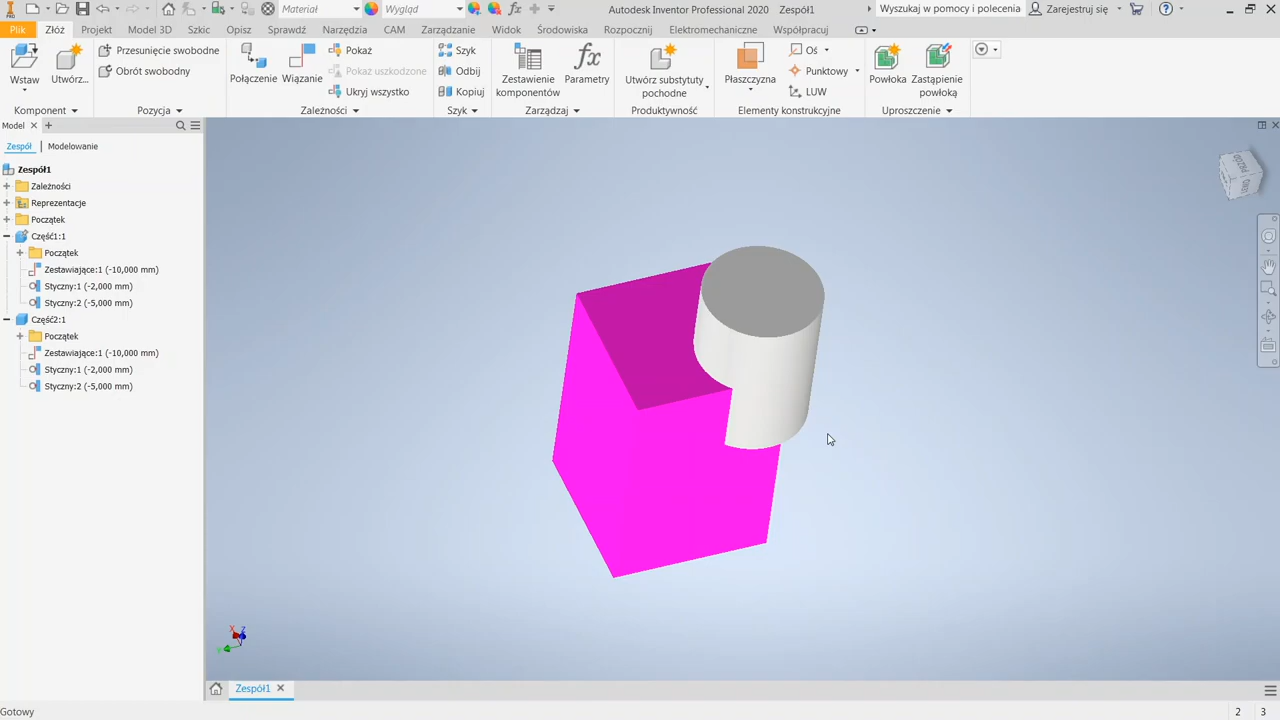 PRO Materiał Wygląd fx Autodesk Inventor Professional 2020 Zespół1 Wyszukaj w pomocy i polecenia Zarejestruj się
Plik Złóż Projekt Model 3D Szkic Opisz Sprawdź Narzędzia CAM Zarządzanie Widok Środowiska Rozpocznij Elektromechaniczne Współpracuj
Wstaw Utwórz... Przesunięcie swobodne Obrót swobodny Połączenie Wiązanie Pokaż Pokaż uszkodzone Ukryj wszystko Szyk Odbij Kopiuj Zestawienie komponentów fx Parametry Utwórz substytuty pochodne Płaszczyzna Oś Punktowy LUW Powłoka Zastąpienie powłoką
Komponent Pozycja Zależności Szyk Zarządzaj Produktywność Elementy konstrukcyjne Uproszczenie
Model
Zespół Modelowanie
Zespół1
Zależności
Reprezentacje
Początek
Część1:1
Początek
Zestawiające:1 (-10,000 mm)
Styczny:1 (-2,000 mm)
Styczny:2 (-5,000 mm)
Część2:1
Początek
Zestawiające:1 (-10,000 mm)
Styczny:1 (-2,000 mm)
Styczny:2 (-5,000 mm)
X Z
Y
Zespół1
Gotowy 2 3